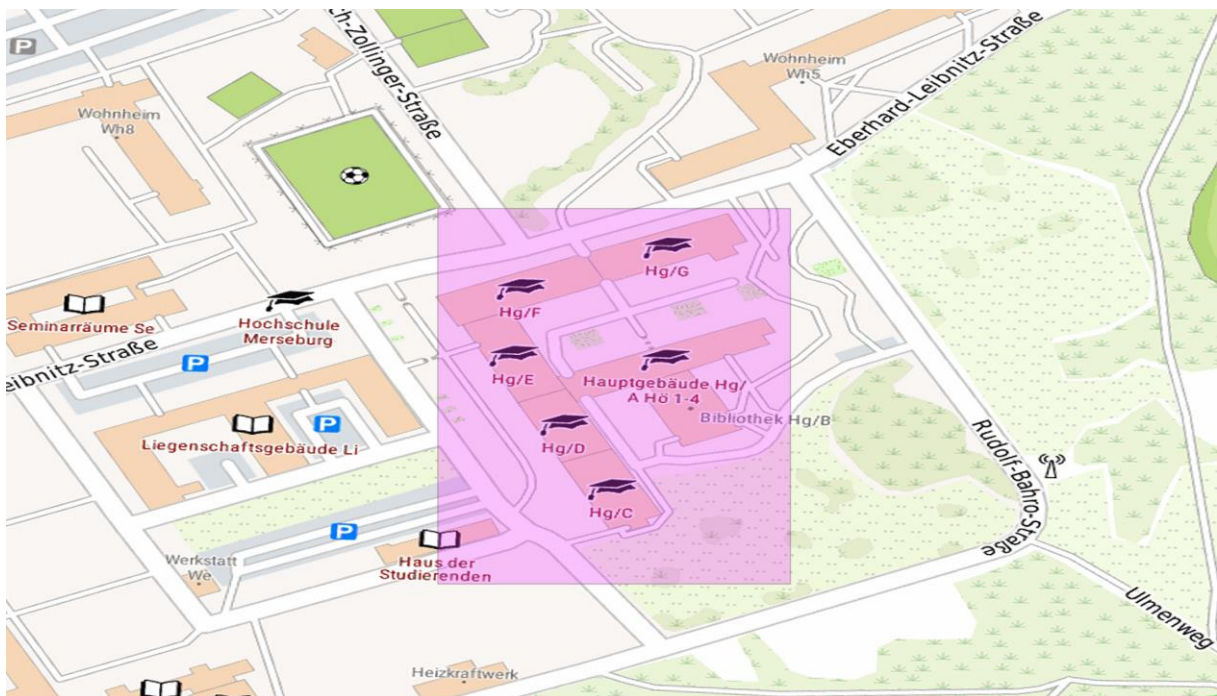 P
ch-Zollinger-Straße
Wohnheim
Wh5
Eberhard-Leibnitz-Straße
Wohnheim
Wh8
Hg/G
Hg/F
Seminarräume Se
Hochschule
Merseburg
eibnitz-Straße
P
Hg/E
Hauptgebäude Hg/
A Hö 1-4
Bibliothek Hg/B
Liegenschaftsgebäude Li
P
Hg/D
Rudolf-Bahro-Straße
Hg/C
P
Haus der
Studierenden
Werkstatt
We
Ulmenweg
Heizkraftwerk